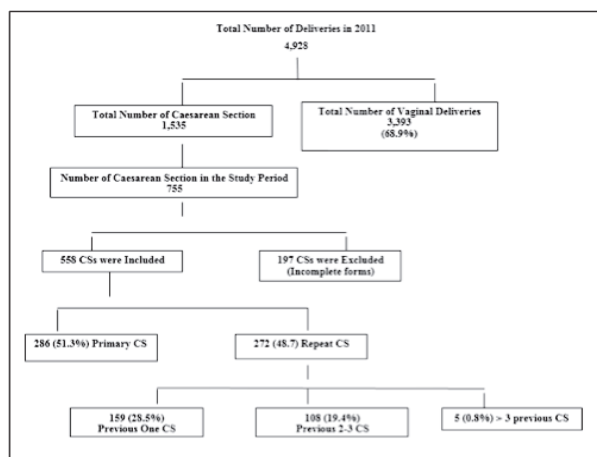 Total Number of Deliveries in 2011
4,928
Total Number of Caesarean Section
1,535
Total Number of Vaginal Deliveries
3,393
(68.9%)
Number of Caesarean Section in the Study Period
755
558 CSs were Included
197 CSs were Excluded
(Incomplete forms)
286 (51.3%) Primary CS
272 (48.7) Repeat CS
159 (28.5%)
Previous One CS
108 (19.4%)
Previous 2-3 CS
5 (0.8%) > 3 previous CS